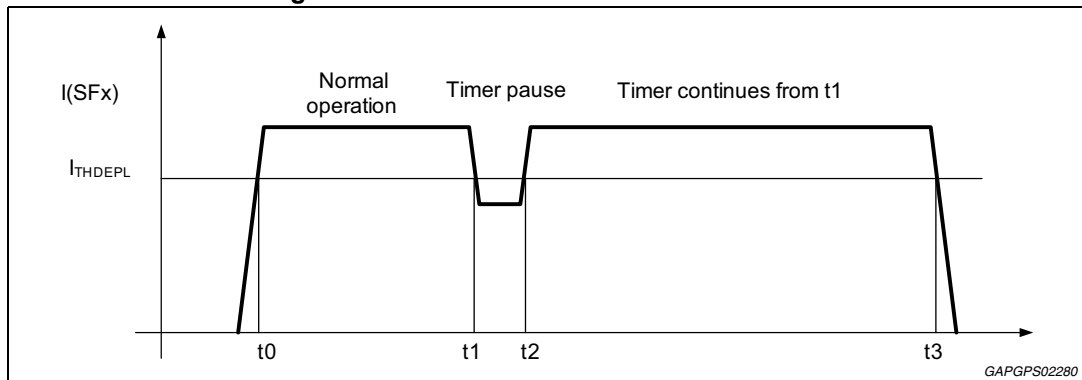 I(SFx)
Normal
operation
Timer pause
Timer continues from t1
ITHDEPL
t0
t1
t2
t3
GAPGPS02280